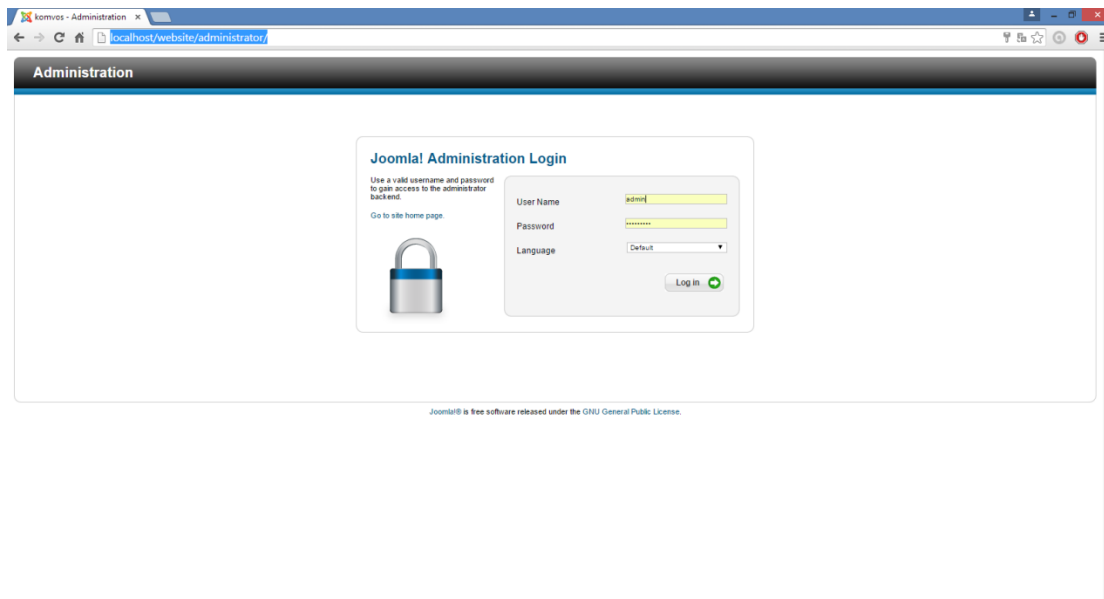 komvos - Administration
localhost/website/administrator/
Administration
Joomla! Administration Login
Use a valid username and password
to gain access to the administrator
backend.
Go to site home page.
User Name
admin
Password
•••••••••
Language
Default
Log in
Joomla!® is free software released under the GNU General Public License.